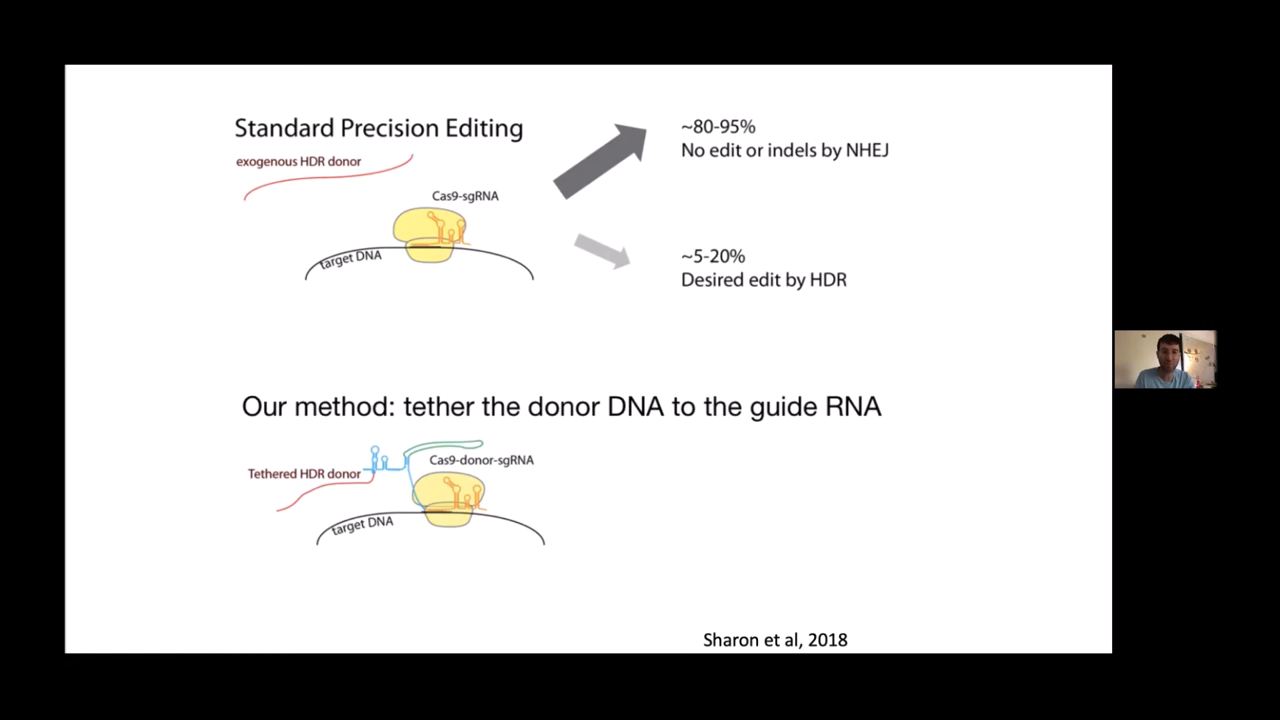 Standard Precision Editing
exogenous HDR donor
Cas9-sgRNA
target DNA
~80-95%
No edit or indels by NHEJ
~5-20%
Desired edit by HDR
Our method: tether the donor DNA to the guide RNA
Cas9-donor-sgRNA
Tethered HDR donor
target DNA
Sharon et al, 2018